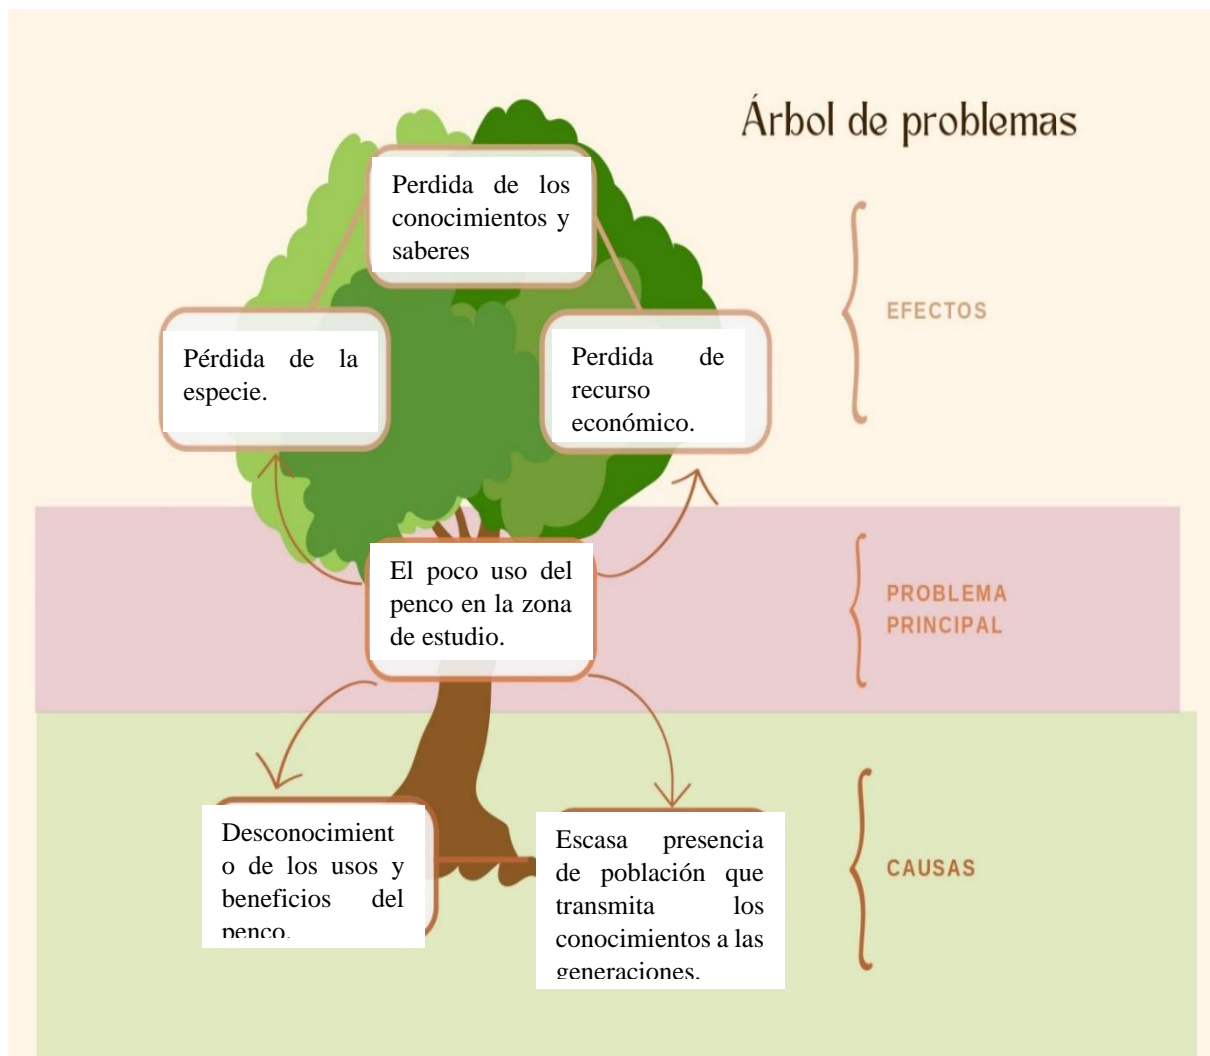 Árbol de problemas
Perdida de los
conocimientos y
saberes
EFECTOS
Pérdida de la
especie.
Perdida de
recurso
económico.
El poco uso del
penco en la zona
de estudio.
PROBLEMA
PRINCIPAL
Desconocimient
o de los usos y
beneficios del
penco.
Escasa presencia
de población que
transmita los
conocimientos a las
generaciones.
CAUSAS